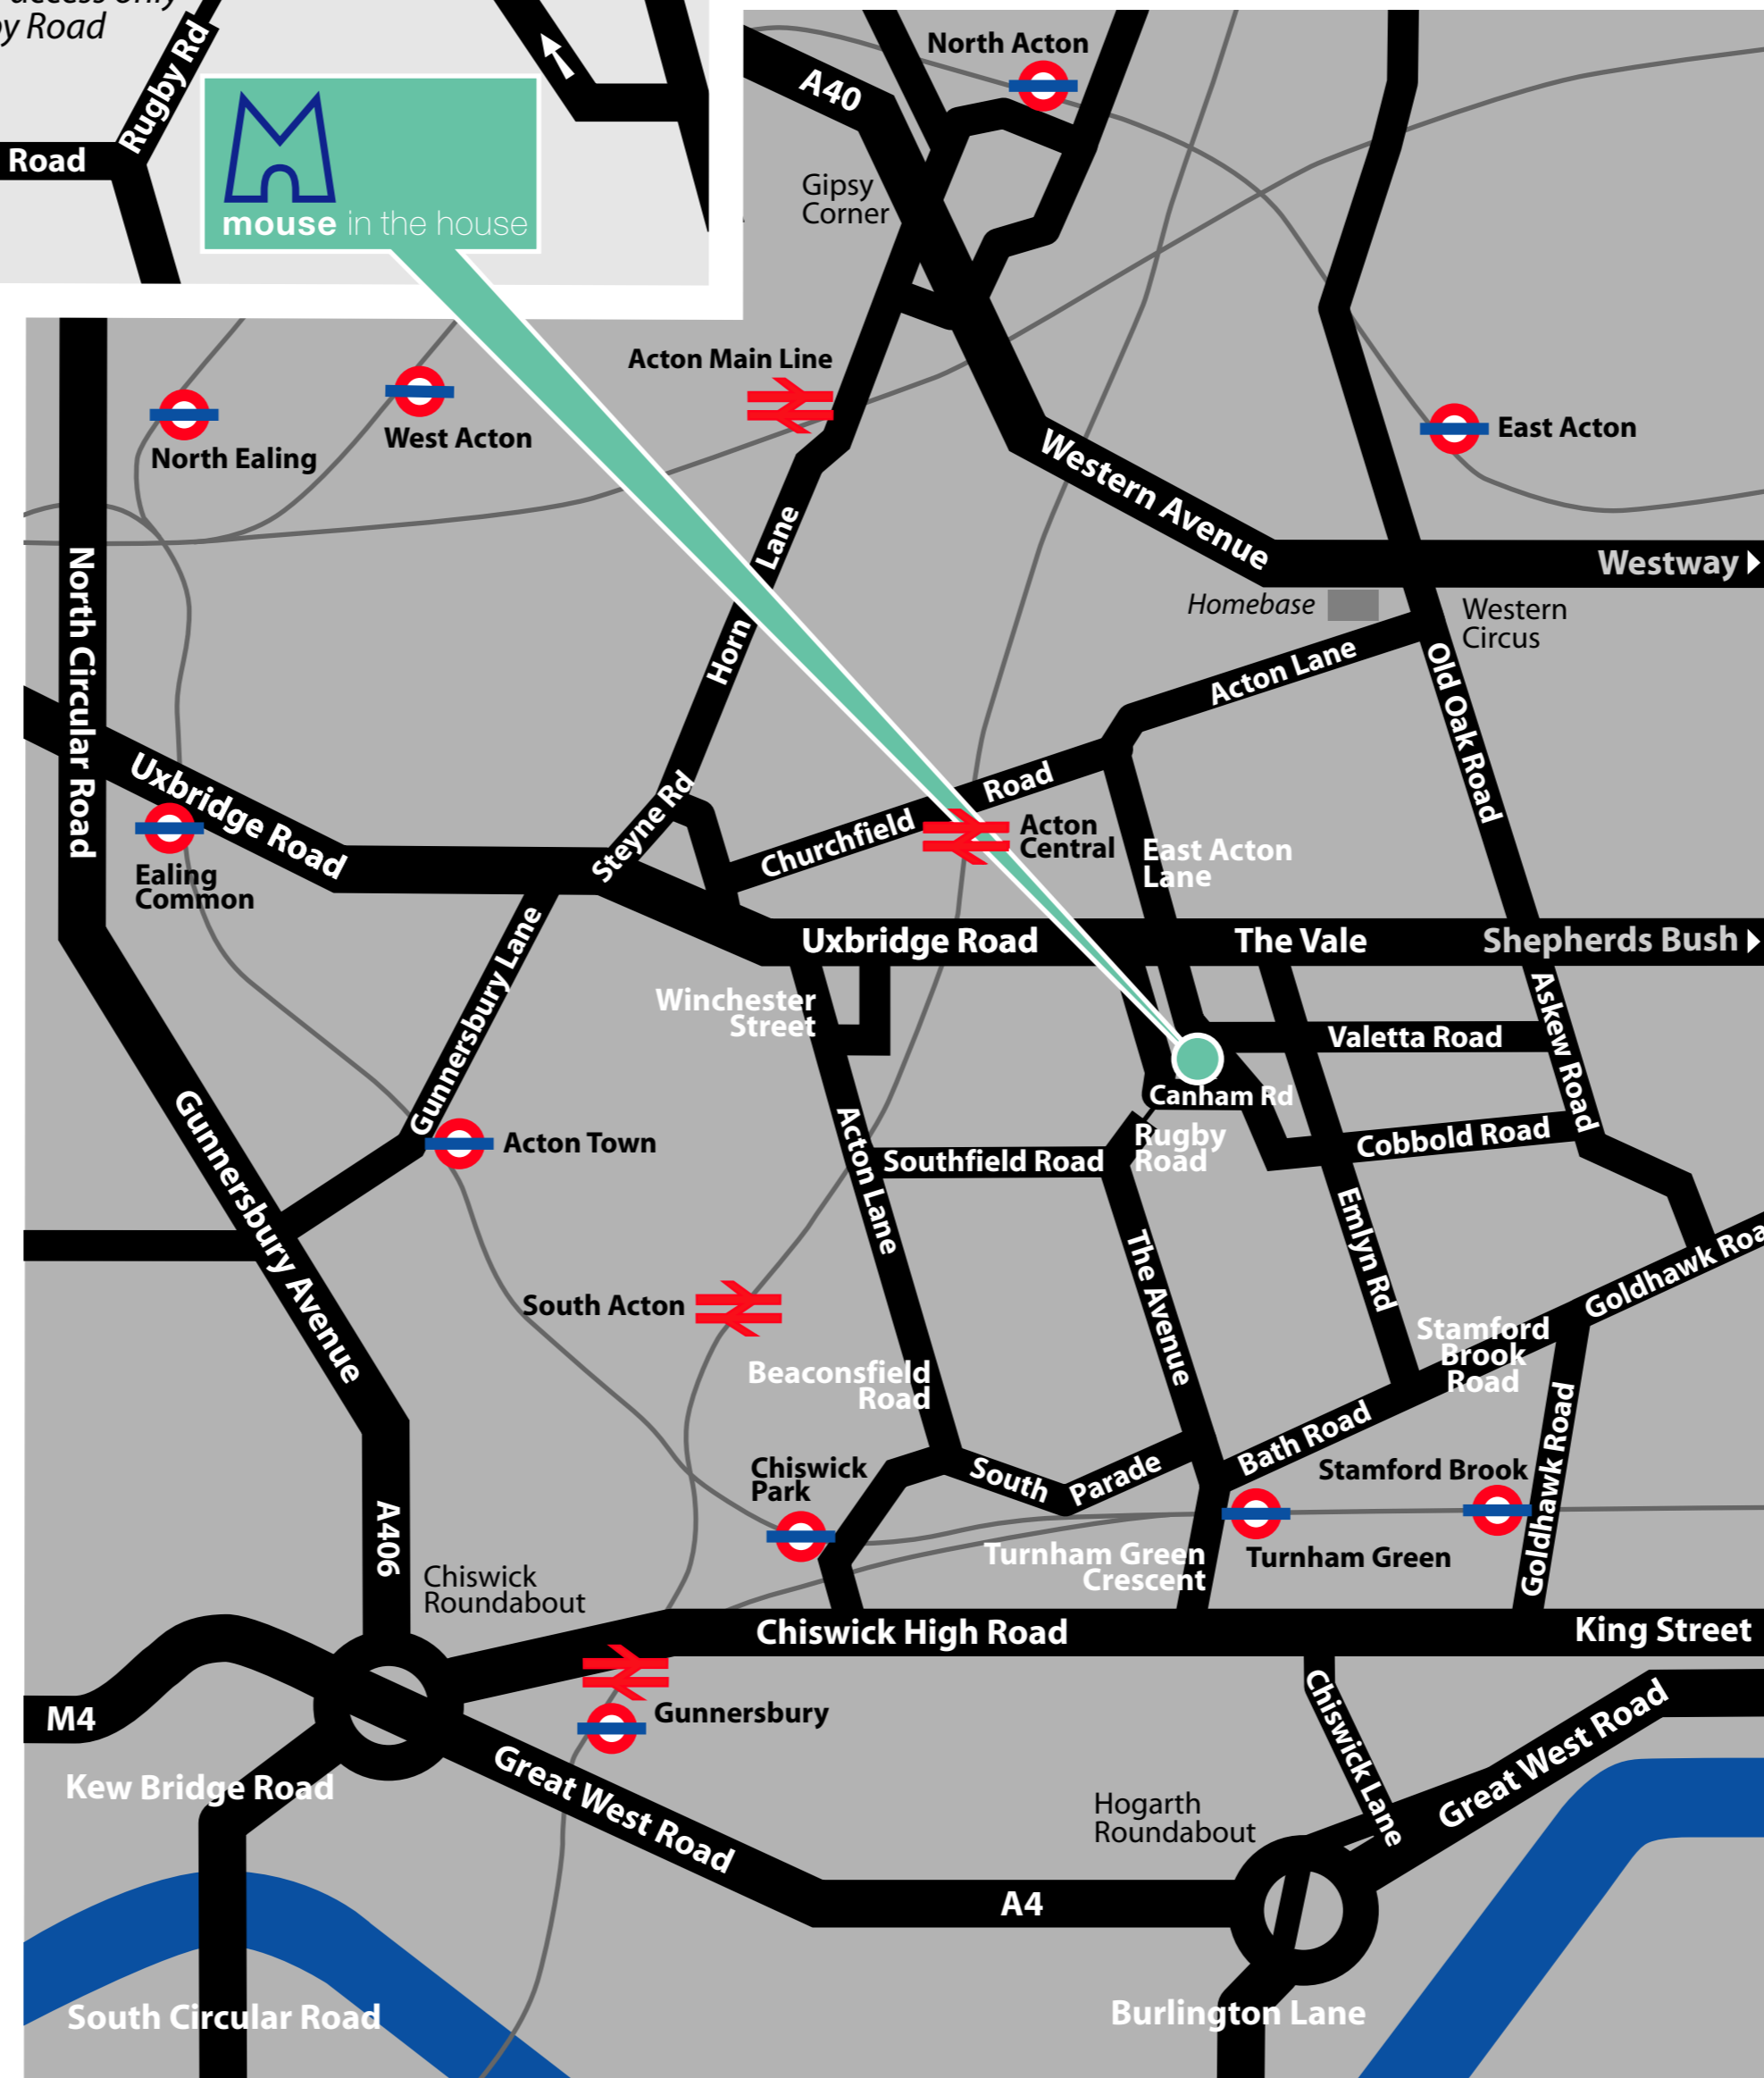 access only
y Road
Rugby Rd
Road
mouse in the house
North Acton
A40
Gipsy
Corner
Acton Main Line
North Ealing
West Acton
East Acton
Western Avenue
Westway
Homebase
Western
Circus
Horn Lane
North Circular Road
Acton Lane
Old Oak Road
Uxbridge Road
Steyne Rd
Churchfield Road
Acton
Central
East Acton
Lane
Ealing
Common
Uxbridge Road
The Vale
Shepherds Bush
Gunnersbury Lane
Winchester
Street
Valetta Road
Askew Road
Canham Rd
Gunnersbury Avenue
Acton Town
Acton Lane
Southfield Road
Rugby
Road
Cobbold Road
Emlyn Rd
The Avenue
Goldhawk Roa
South Acton
Beaconsfield
Road
Stamford
Brook
Road
Bath Road
Goldhawk Road
Chiswick
Park
South Parade
Stamford Brook
A406
Turnham Green
Crescent
Turnham Green
Chiswick
Roundabout
Chiswick High Road
King Street
M4
Gunnersbury
Chiswick Lane
Great West Road
Kew Bridge Road
Great West Road
Hogarth
Roundabout
A4
South Circular Road
Burlington Lane